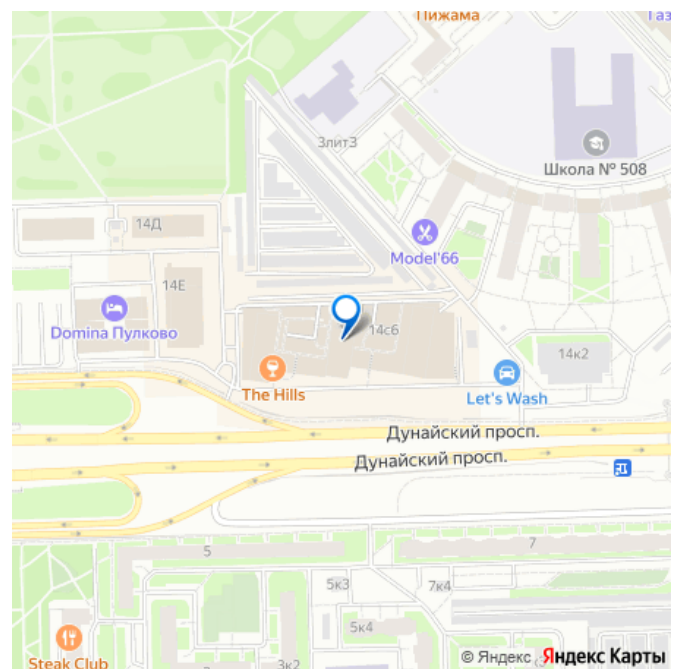 Пижама
Газ
3лит3
Школа № 508
14Д
Model'66
14Е
Domina Пулково
14с6
14к2
The Hills
Let's Wash
Дунайский просп.
Дунайский просп.
5
7
5к3
7к4
5к4
3к2
Steak Club
© Яндекс Яндекс Карты